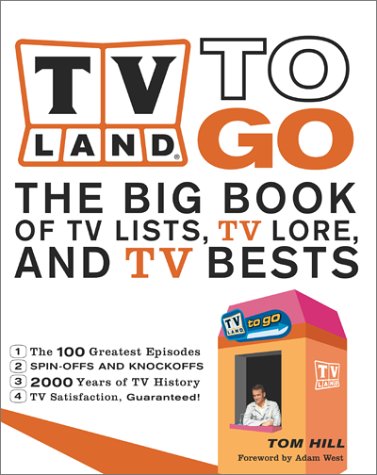 TV
LAND®
TO
GO
THE BIG BOOK
OF TV LISTS, TV LORE,
AND TV BESTS
1 The 100 Greatest Episodes
2 SPIN-OFFS AND KNOCKOFFS
3 2000 Years of TV History
4 TV Satisfaction, Guaranteed!
TV
LAND
to go
TV
LAND
TOM HILL
Foreword by Adam West